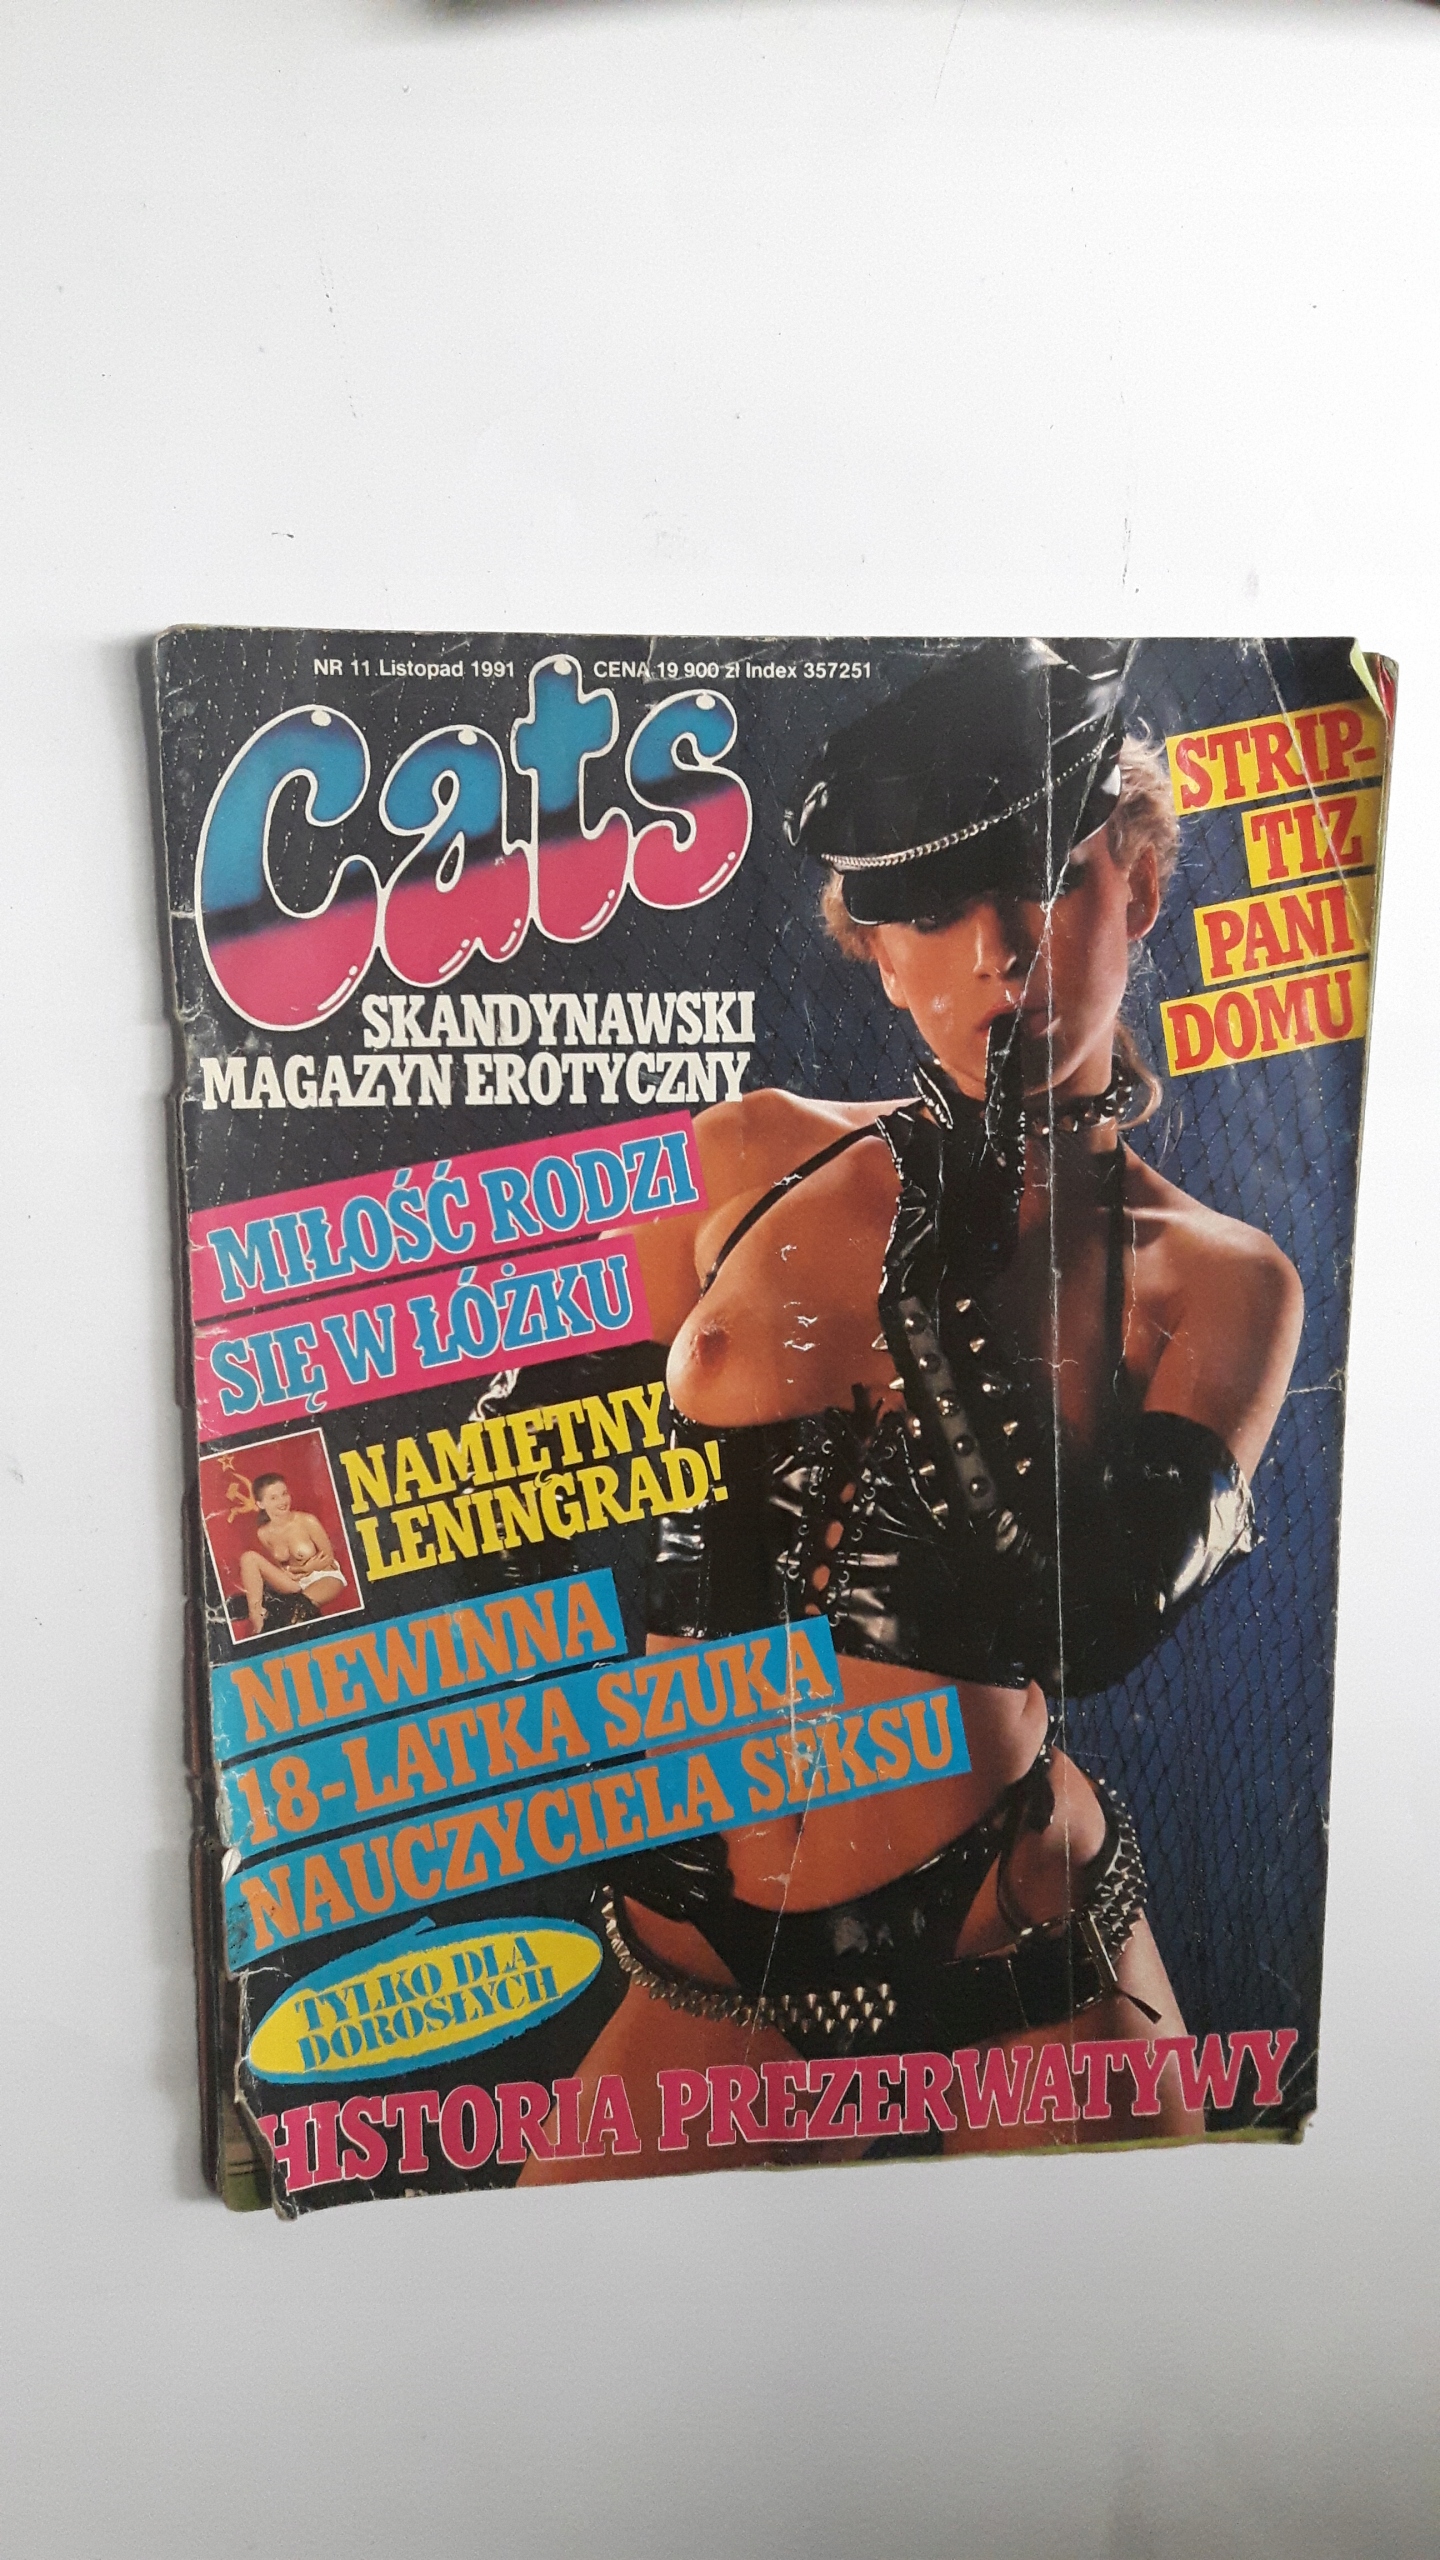 NR 11 Listopad 1991 CENA 19 900 zł Index 357251
Cats
SKANDYNAWSKI
MAGAZYN EROTYCZNY
STRIP-
TIZ
PANI
DOMU
MIŁOŚĆ RODZI
SIĘ W ŁÓŻKU
NAMIĘTNY
LENINGRAD!
NIEWINNA
18-LATKA SZUKA
NAUCZYCIELA SEKSU
TYLKO DLA
DOROSŁYCH
HISTORIA PREZERWATYWY